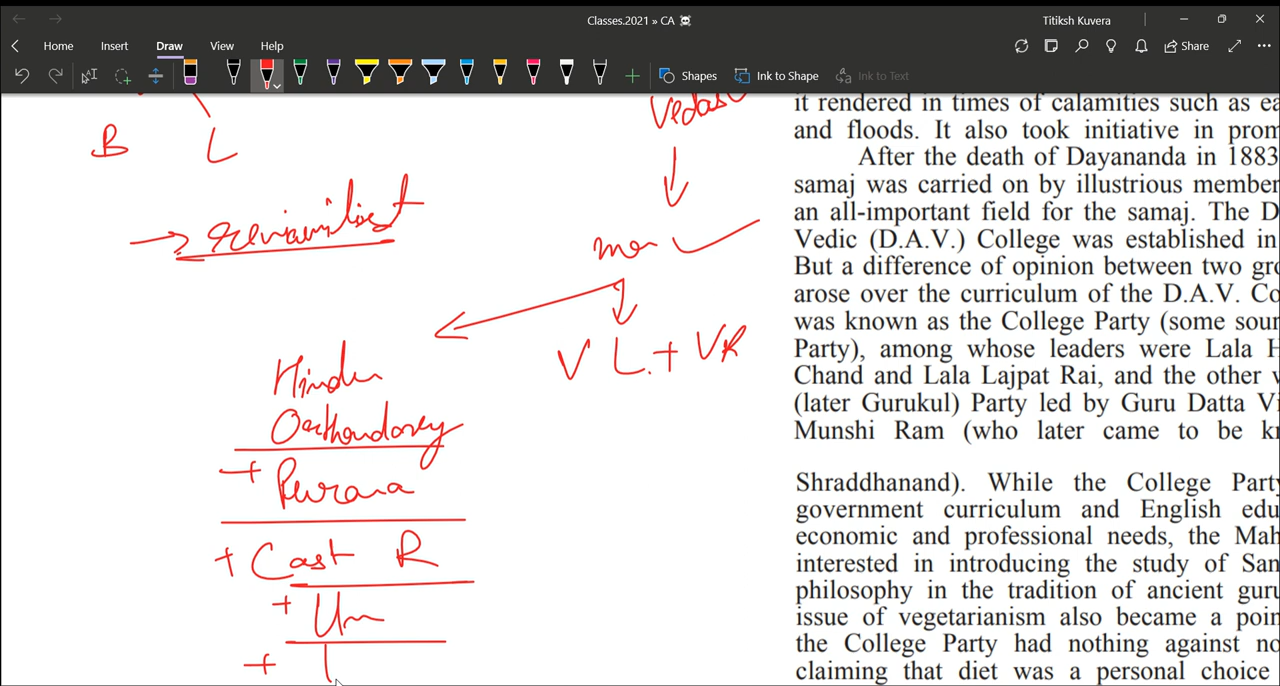 Classes.2021 » CA
Titiksh Kuvera
Home Insert Draw View Help
Share
Shapes
Ink to Shape
Ink to Text
B L
Vedas
V L. + VR
Hindu
+ Purana
+ Cast R
+ Un
+
it rendered in times of calamities such as ea
and floods. It also took initiative in prom
After the death of Dayananda in 1883
samaj was carried on by illustrious member
an all-important field for the samaj. The D
Vedic (D.A.V.) College was established in
But a difference of opinion between two gro
arose over the curriculum of the D.A.V. Co
was known as the College Party (some sour
Party), among whose leaders were Lala H
Chand and Lala Lajpat Rai, and the other v
(later Gurukul) Party led by Guru Datta Vi
Munshi Ram (who later came to be kn
Shraddhanand). While the College Party
government curriculum and English edu
economic and professional needs, the Mah
interested in introducing the study of San
philosophy in the tradition of ancient guru
issue of vegetarianism also became a poin
the College Party had nothing against no
claiming that diet was a personal choice